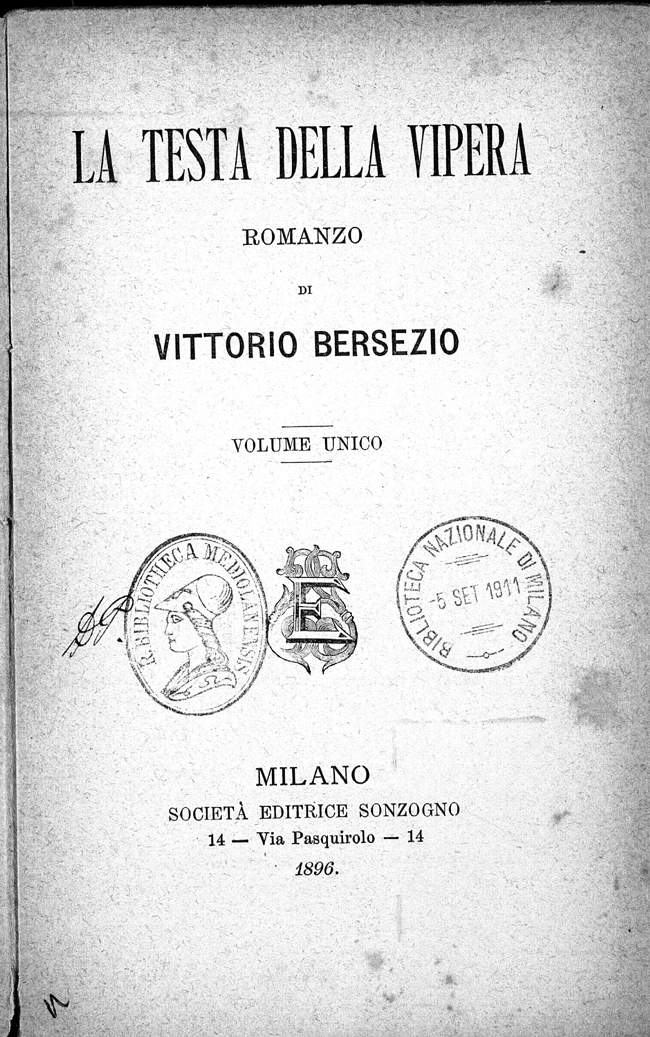 LA TESTA DELLA VIPERA
ROMANZO
DI
VITTORIO BERSEZIO
VOLUME UNICO
R. BIBLIOTHECA MEDIOLANENSIS
E
BIBLIOTECA NAZIONALE DI MILANO
-5 SET 1911
MILANO
SOCIETÀ EDITRICE SONZOGNO
14 — Via Pasquirolo — 14
1896.